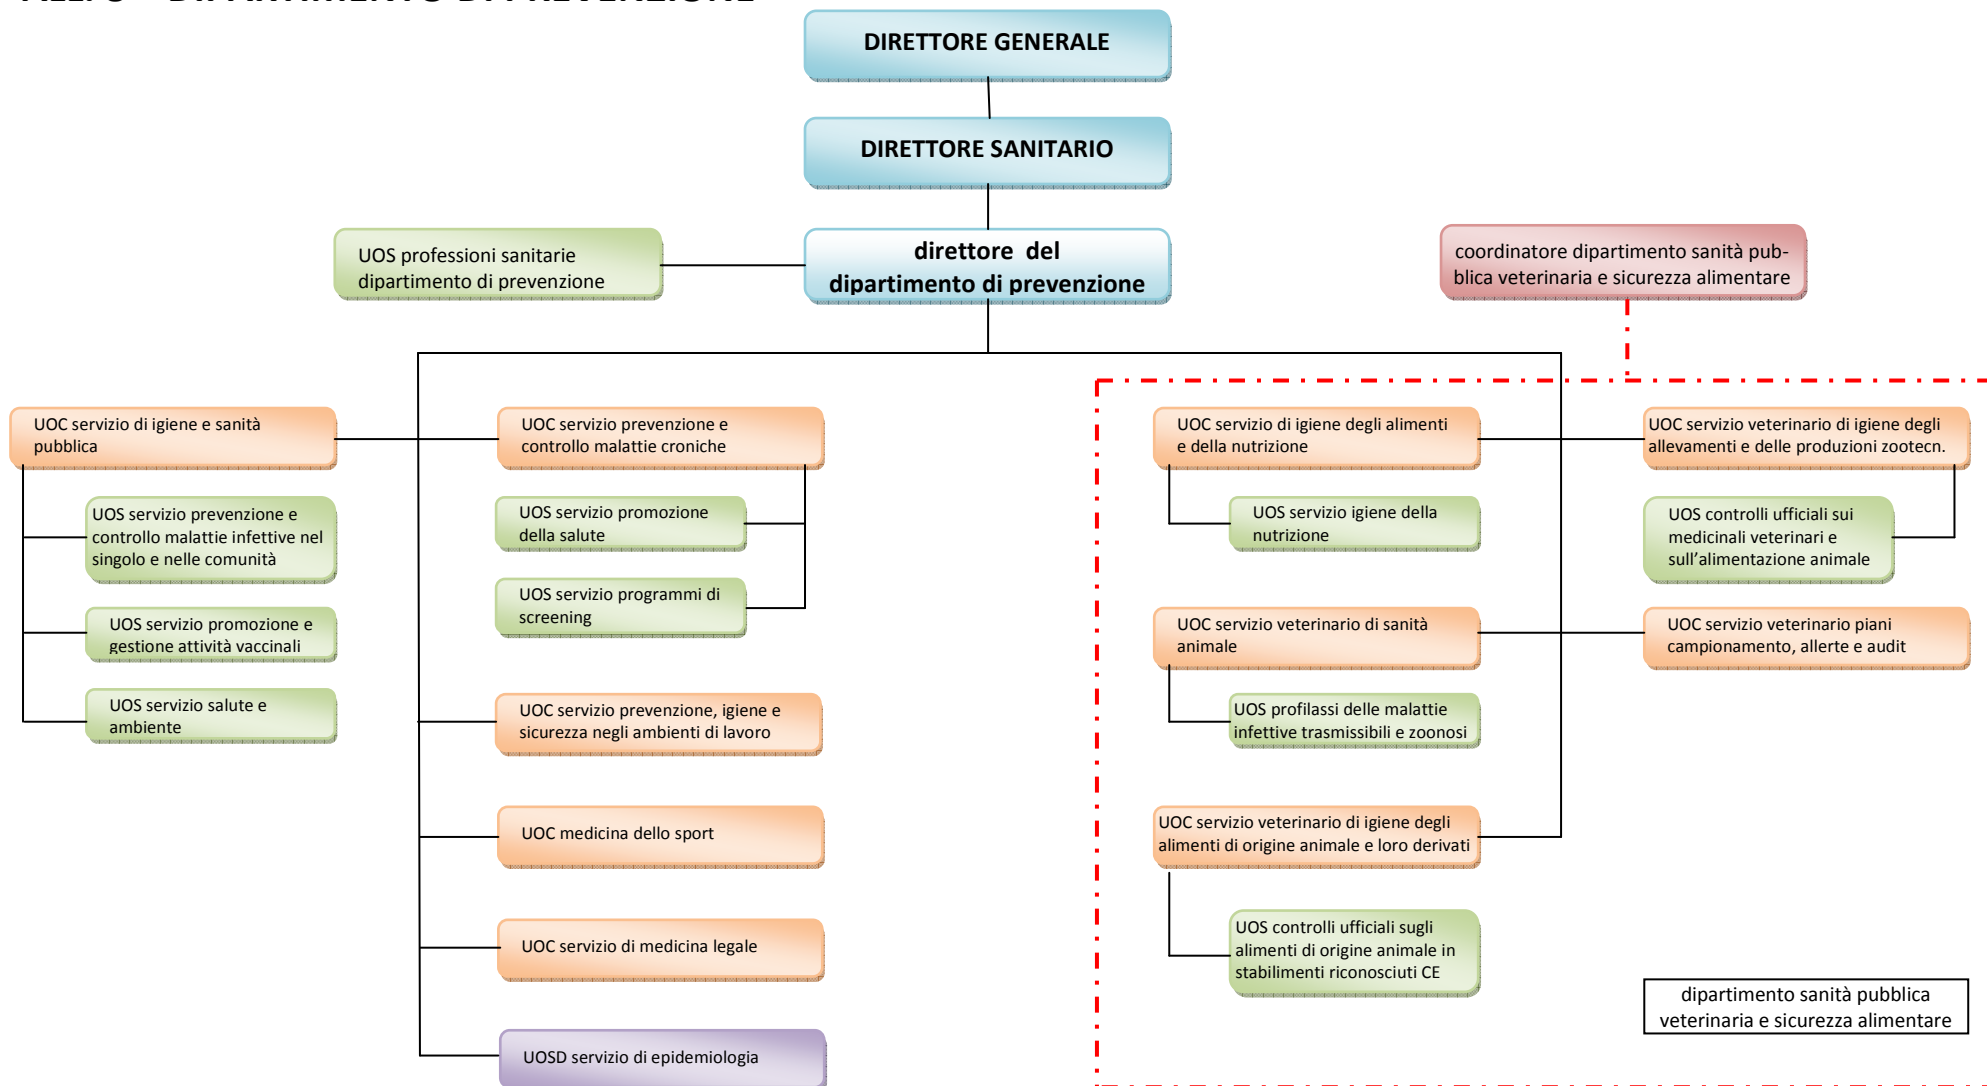 DIPARTIMENTO DI PREVENZIONE
DIRETTORE GENERALE
DIRETTORE SANITARIO
direttore del
dipartimento di prevenzione
UOS professioni sanitarie
dipartimento di prevenzione
coordinatore dipartimento sanità pub-
blica veterinaria e sicurezza alimentare
UOC servizio di igiene e sanità
pubblica
UOS servizio prevenzione e
controllo malattie infettive nel
singolo e nelle comunità
UOS servizio promozione e
gestione attività vaccinali
UOS servizio salute e
ambiente
UOC servizio prevenzione e
controllo malattie croniche
UOS servizio promozione
della salute
UOS servizio programmi di
screening
UOC servizio prevenzione, igiene e
sicurezza negli ambienti di lavoro
UOC medicina dello sport
UOC servizio di medicina legale
UOSD servizio di epidemiologia
UOC servizio di igiene degli alimenti
e della nutrizione
UOS servizio igiene della
nutrizione
UOC servizio veterinario di sanità
animale
UOS profilassi delle malattie
infettive trasmissibili e zoonosi
UOC servizio veterinario di igiene degli
alimenti di origine animale e loro derivati
UOS controlli ufficiali sugli
alimenti di origine animale in
stabilimenti riconosciuti CE
UOC servizio veterinario di igiene degli
allevamenti e delle produzioni zootecn.
UOS controlli ufficiali sui
medicinali veterinari e
sull'alimentazione animale
UOC servizio veterinario piani
campionamento, allerte e audit
dipartimento sanità pubblica
veterinaria e sicurezza alimentare